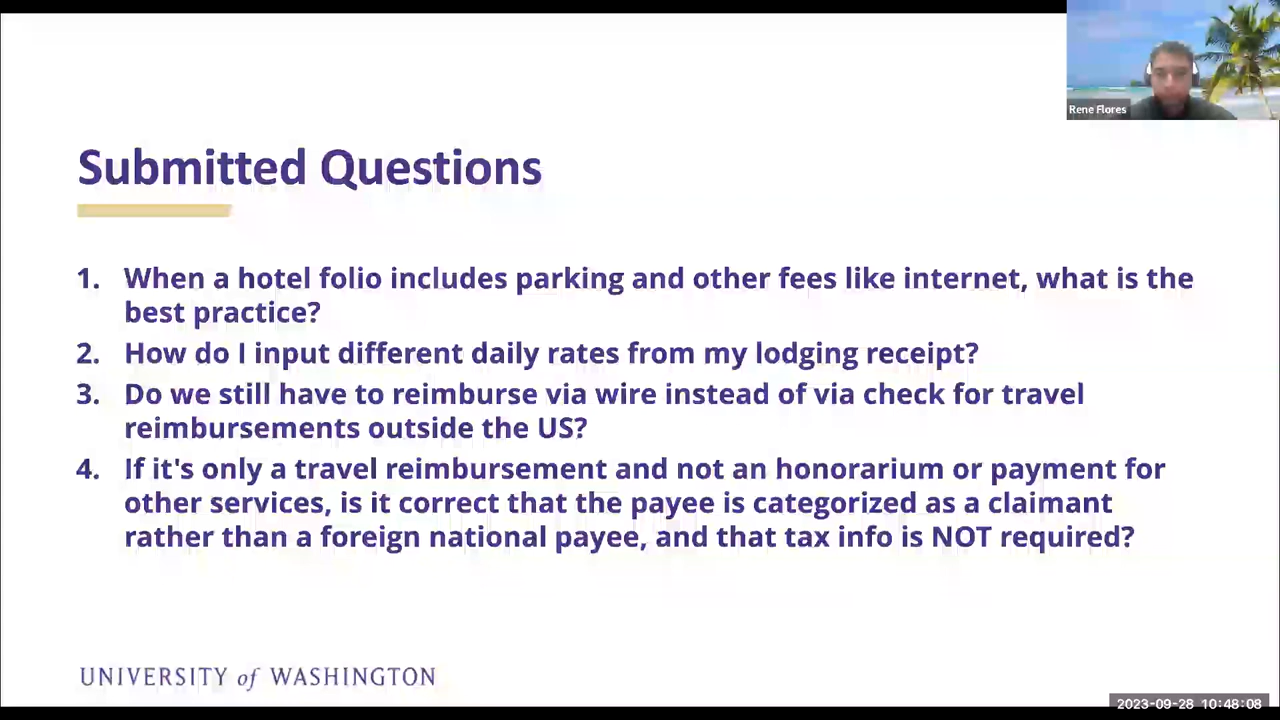 Rene Flores
Submitted Questions
1. When a hotel folio includes parking and other fees like internet, what is the
best practice?
2. How do I input different daily rates from my lodging receipt?
3. Do we still have to reimburse via wire instead of via check for travel
reimbursements outside the US?
4. If it's only a travel reimbursement and not an honorarium or payment for
other services, is it correct that the payee is categorized as a claimant
rather than a foreign national payee, and that tax info is NOT required?
UNIVERSITY of WASHINGTON
2023-09-28 10:48:08